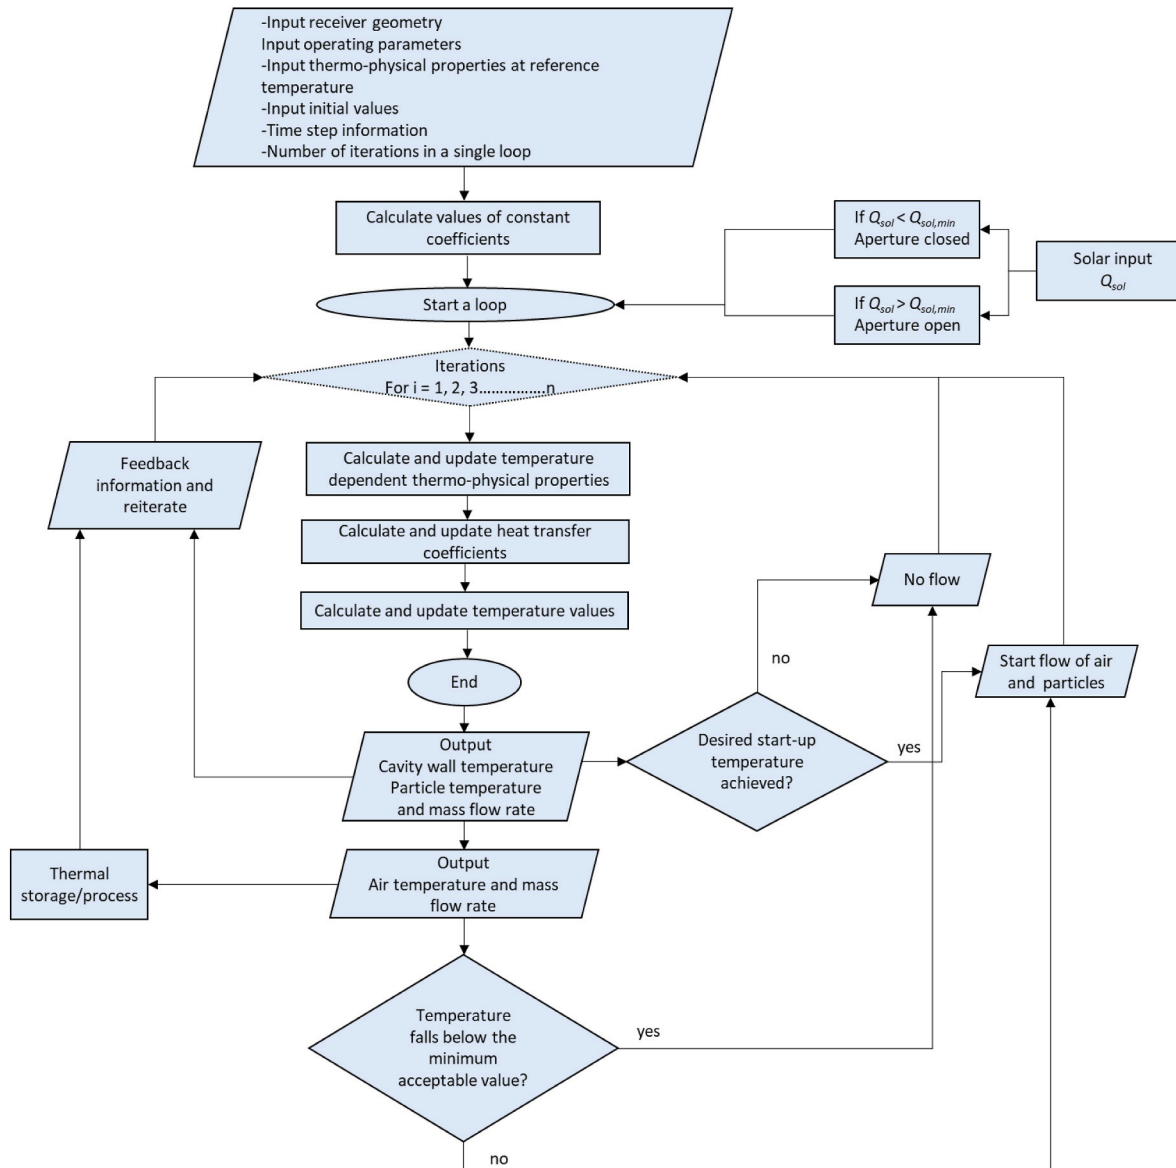 -Input receiver geometry
Input operating parameters
-Input thermo-physical properties at reference
temperature
-Input initial values
-Time step information
-Number of iterations in a single loop
Calculate values of constant
coefficients
If Qsol < Qsol,min
Aperture closed
Solar input
Qsol
Start a loop
If Qsol > Qsol,min
Aperture open
Iterations
For i = 1, 2, 3................n
Feedback
information and
reiterate
Calculate and update temperature
dependent thermo-physical properties
Calculate and update heat transfer
coefficients
No flow
Calculate and update temperature values
no
Start flow of air
and particles
End
Output
Cavity wall temperature
Particle temperature
and mass flow rate
Desired start-up
temperature
achieved?
yes
Thermal
storage/process
Output
Air temperature and mass
flow rate
Temperature
falls below the
minimum
acceptable value?
yes
no